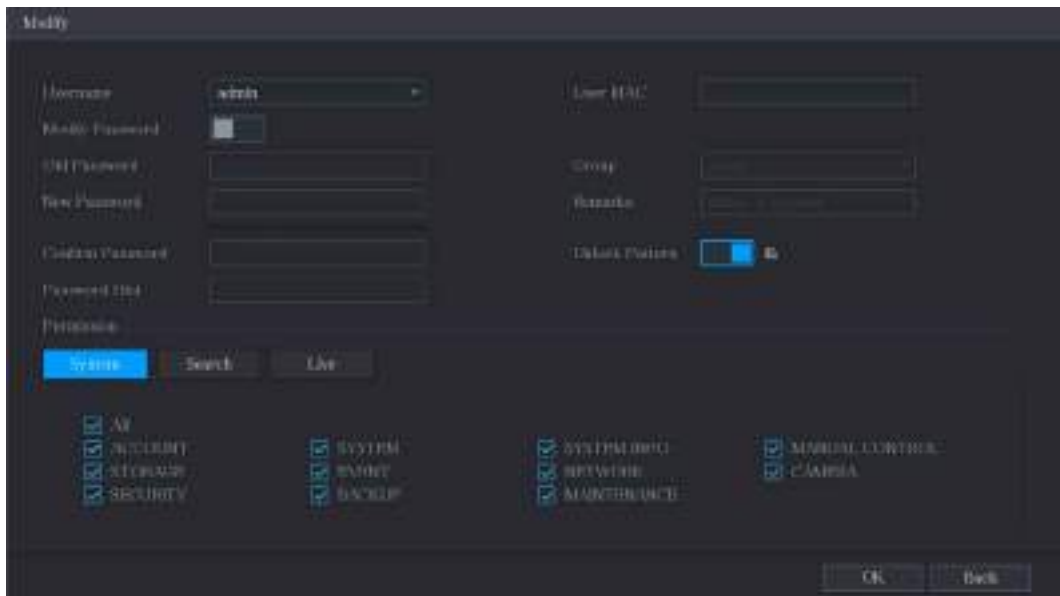 Modify
Username admin User MAC
Modify Password
Old Password Group
New Password Remarks
Confirm Password Unlock Pattern
Password Hint
Permission
System Search Live
All
ACCOUNT SYSTEM SYSTEM INFO MANUAL CONTROL
STORAGE EVENT NETWORK CAMERA
SECURITY BACKUP MAINTENANCE
OK Back